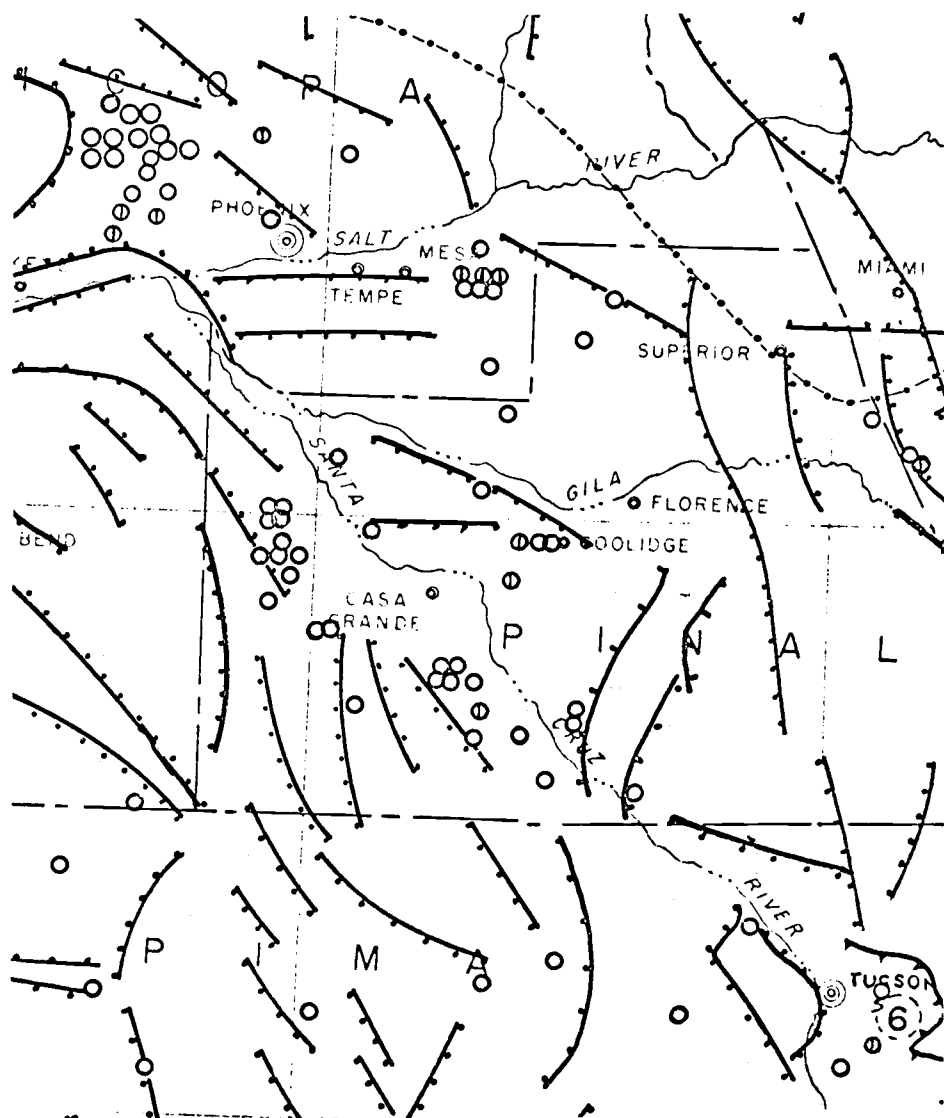 C O P A
RIVER
PHOENIX
SALT
MESA
MIAMI
TEMPE
SUPERIOR
SANTA
GILA
FLORENCE
BEND
COOLIDGE
CASA
GRANDE
P I N A L
CRUZ
RIVER
P I M A
TUCSON
6